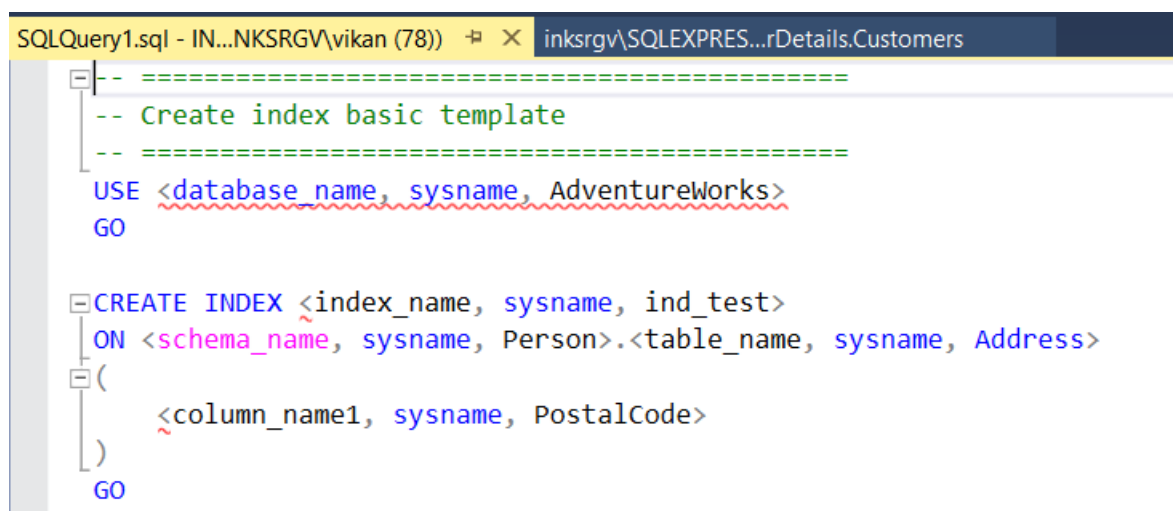 SQLQuery1.sql - IN...NKSRGV\vikan (78))
inksrgv\SQLEXPRES...rDetails.Customers
-- =============================================
-- Create index basic template
-- =============================================
USE <database_name, sysname, AdventureWorks>
GO
CREATE INDEX <index_name, sysname, ind_test>
ON <schema_name, sysname, Person>.<table_name, sysname, Address>
(
<column_name1, sysname, PostalCode>
)
GO